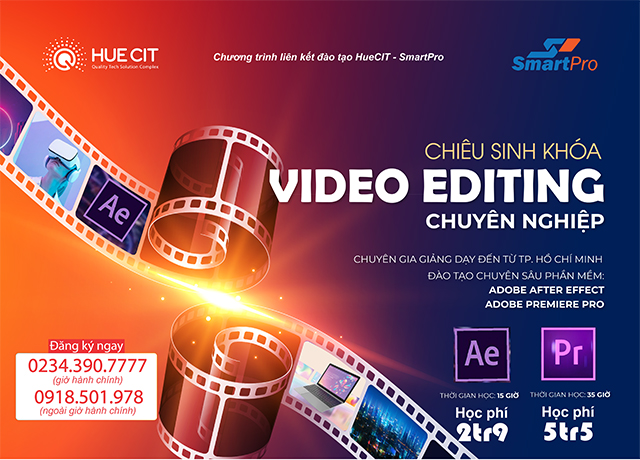 HUE CIT
Quality Tech Solution Complex
Chương trình liên kết đào tạo HueCIT - SmartPro
SmartPro
CHIÊU SINH KHÓA
VIDEO EDITING
CHUYÊN NGHIỆP
CHUYÊN GIA GIẢNG DẠY ĐẾN TỪ TP. HỒ CHÍ MINH
ĐÀO TẠO CHUYÊN SÂU PHẦN MỀM:
ADOBE AFTER EFFECT
ADOBE PREMIERE PRO
Ae
Ae
Pr
THỜI GIAN HỌC: 15 GIỜ
THỜI GIAN HỌC: 35 GIỜ
Học phí
2tr9
Học phí
5tr5
Đăng ký ngay
0234.390.7777
(giờ hành chính)
0918.501.978
(ngoài giờ hành chính)